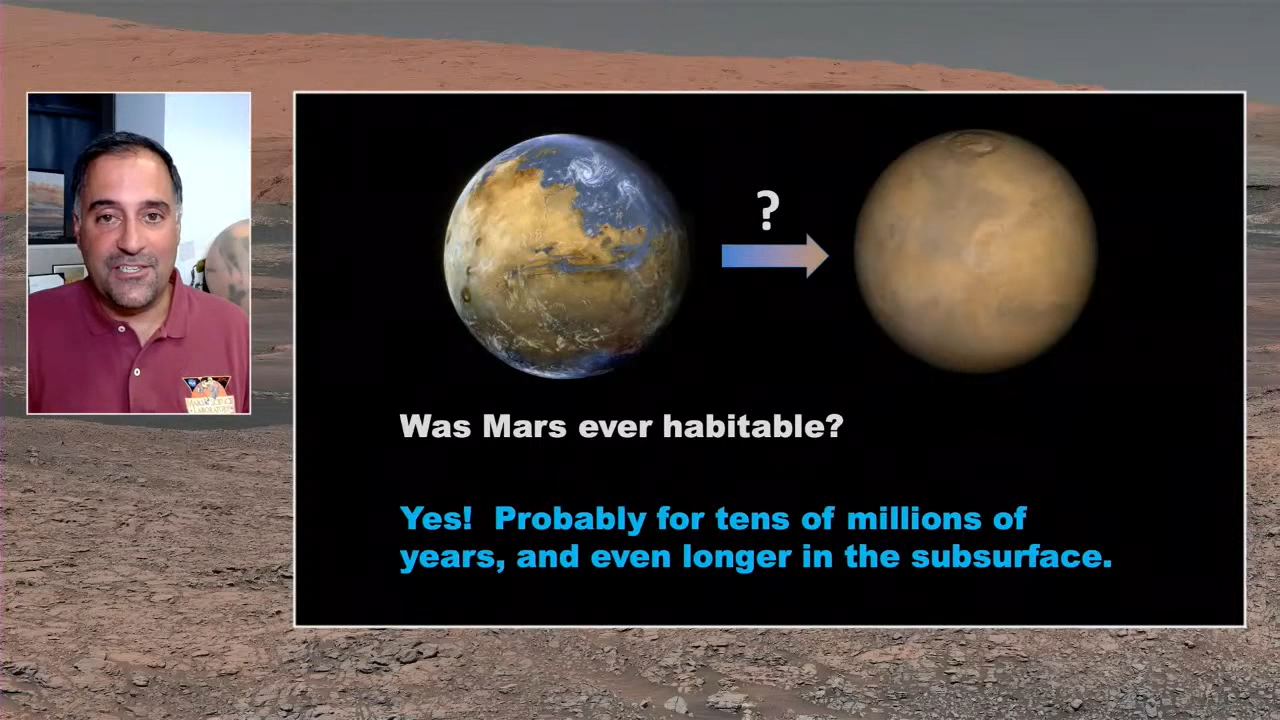 ?
Was Mars ever habitable?
Yes!  Probably for tens of millions of
years, and even longer in the subsurface.